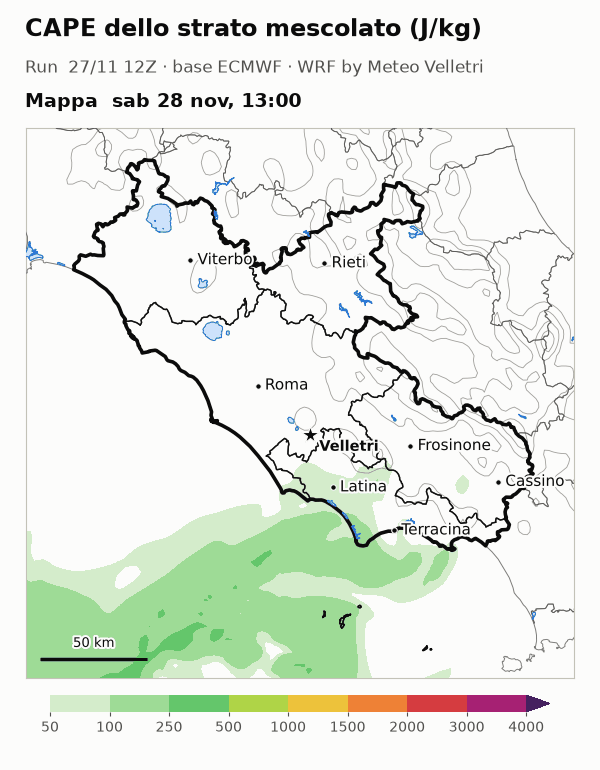 CAPE dello strato mescolato (J/kg)
Run  27/11 12Z · base ECMWF · WRF by Meteo Velletri
Mappa  sab 28 nov, 13:00
Viterbo
Rieti
Roma
Velletri
Frosinone
Latina
Cassino
Terracina
50 km
50 100 250 500 1000 1500 2000 3000 4000